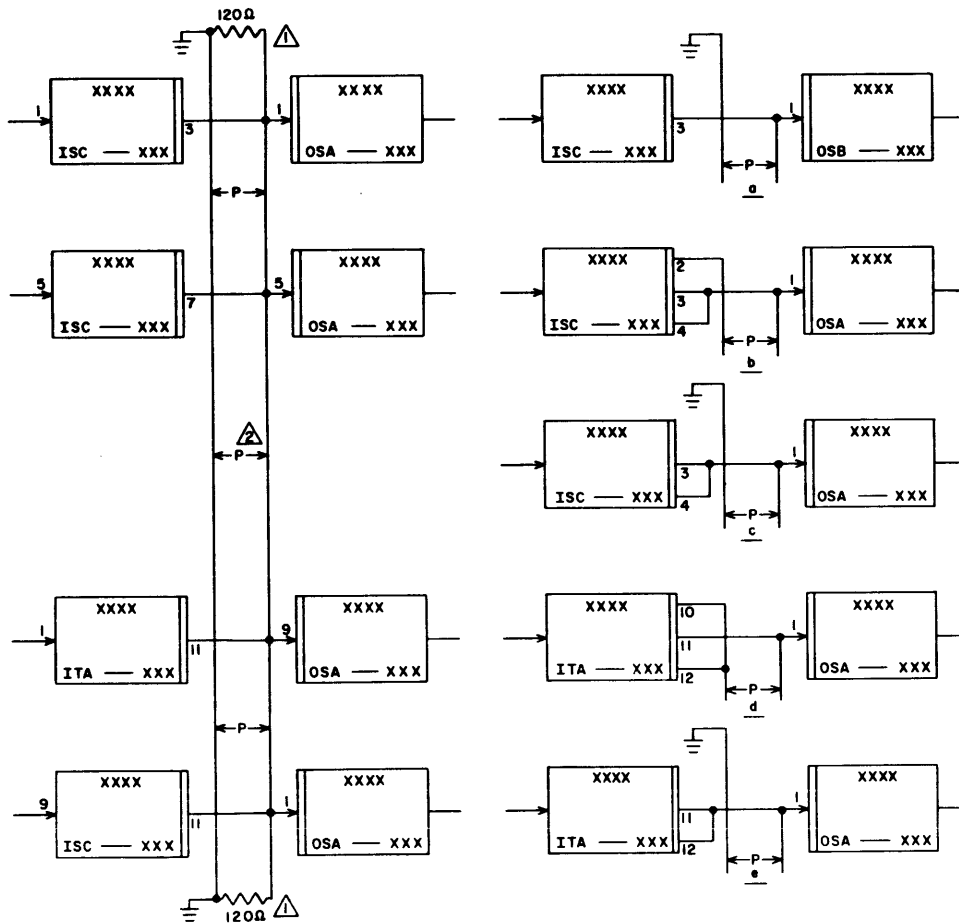 120Ω
1
XXXX
XXXX
XXXX
XXXX
1
3
1
3
1
ISC — XXX
OSA — XXX
ISC — XXX
OSB — XXX
P
P
a
XXXX
XXXX
XXXX
XXXX
5
7
5
2
3
4
1
ISC — XXX
OSA — XXX
ISC — XXX
OSA — XXX
P
b
2
P
XXXX
XXXX
3
4
1
ISC — XXX
OSA — XXX
P
c
XXXX
XXXX
XXXX
XXXX
1
11
9
10
11
12
1
ITA — XXX
OSA — XXX
ITA — XXX
OSA — XXX
P
P
d
XXXX
XXXX
XXXX
XXXX
9
11
1
11
12
1
ISC — XXX
OSA — XXX
ITA — XXX
OSA — XXX
P
e
120Ω
1